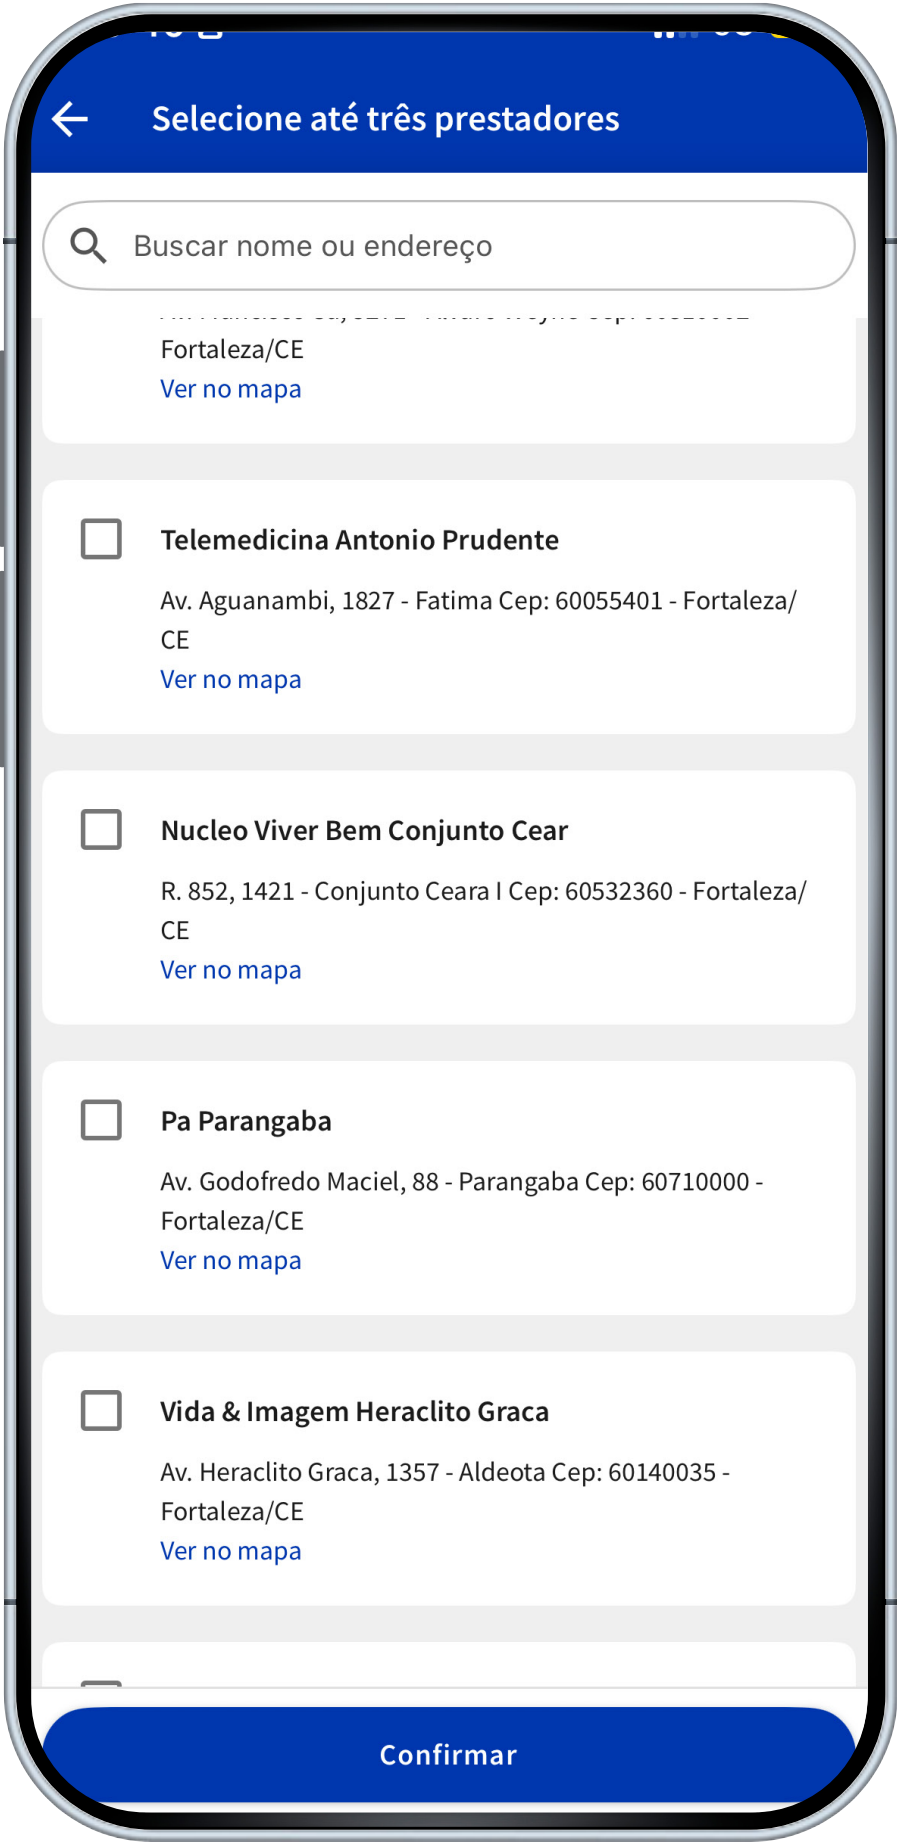 Selecione até três prestadores
Buscar nome ou endereço
Fortaleza/CE
Ver no mapa
Telemedicina Antonio Prudente
Av. Aguanambi, 1827 - Fatima Cep: 60055401 - Fortaleza/
CE
Ver no mapa
Nucleo Viver Bem Conjunto Cear
R. 852, 1421 - Conjunto Ceara I Cep: 60532360 - Fortaleza/
CE
Ver no mapa
Pa Parangaba
Av. Godofredo Maciel, 88 - Parangaba Cep: 60710000 -
Fortaleza/CE
Ver no mapa
Vida & Imagem Heraclito Graca
Av. Heraclito Graca, 1357 - Aldeota Cep: 60140035 -
Fortaleza/CE
Ver no mapa
Confirmar